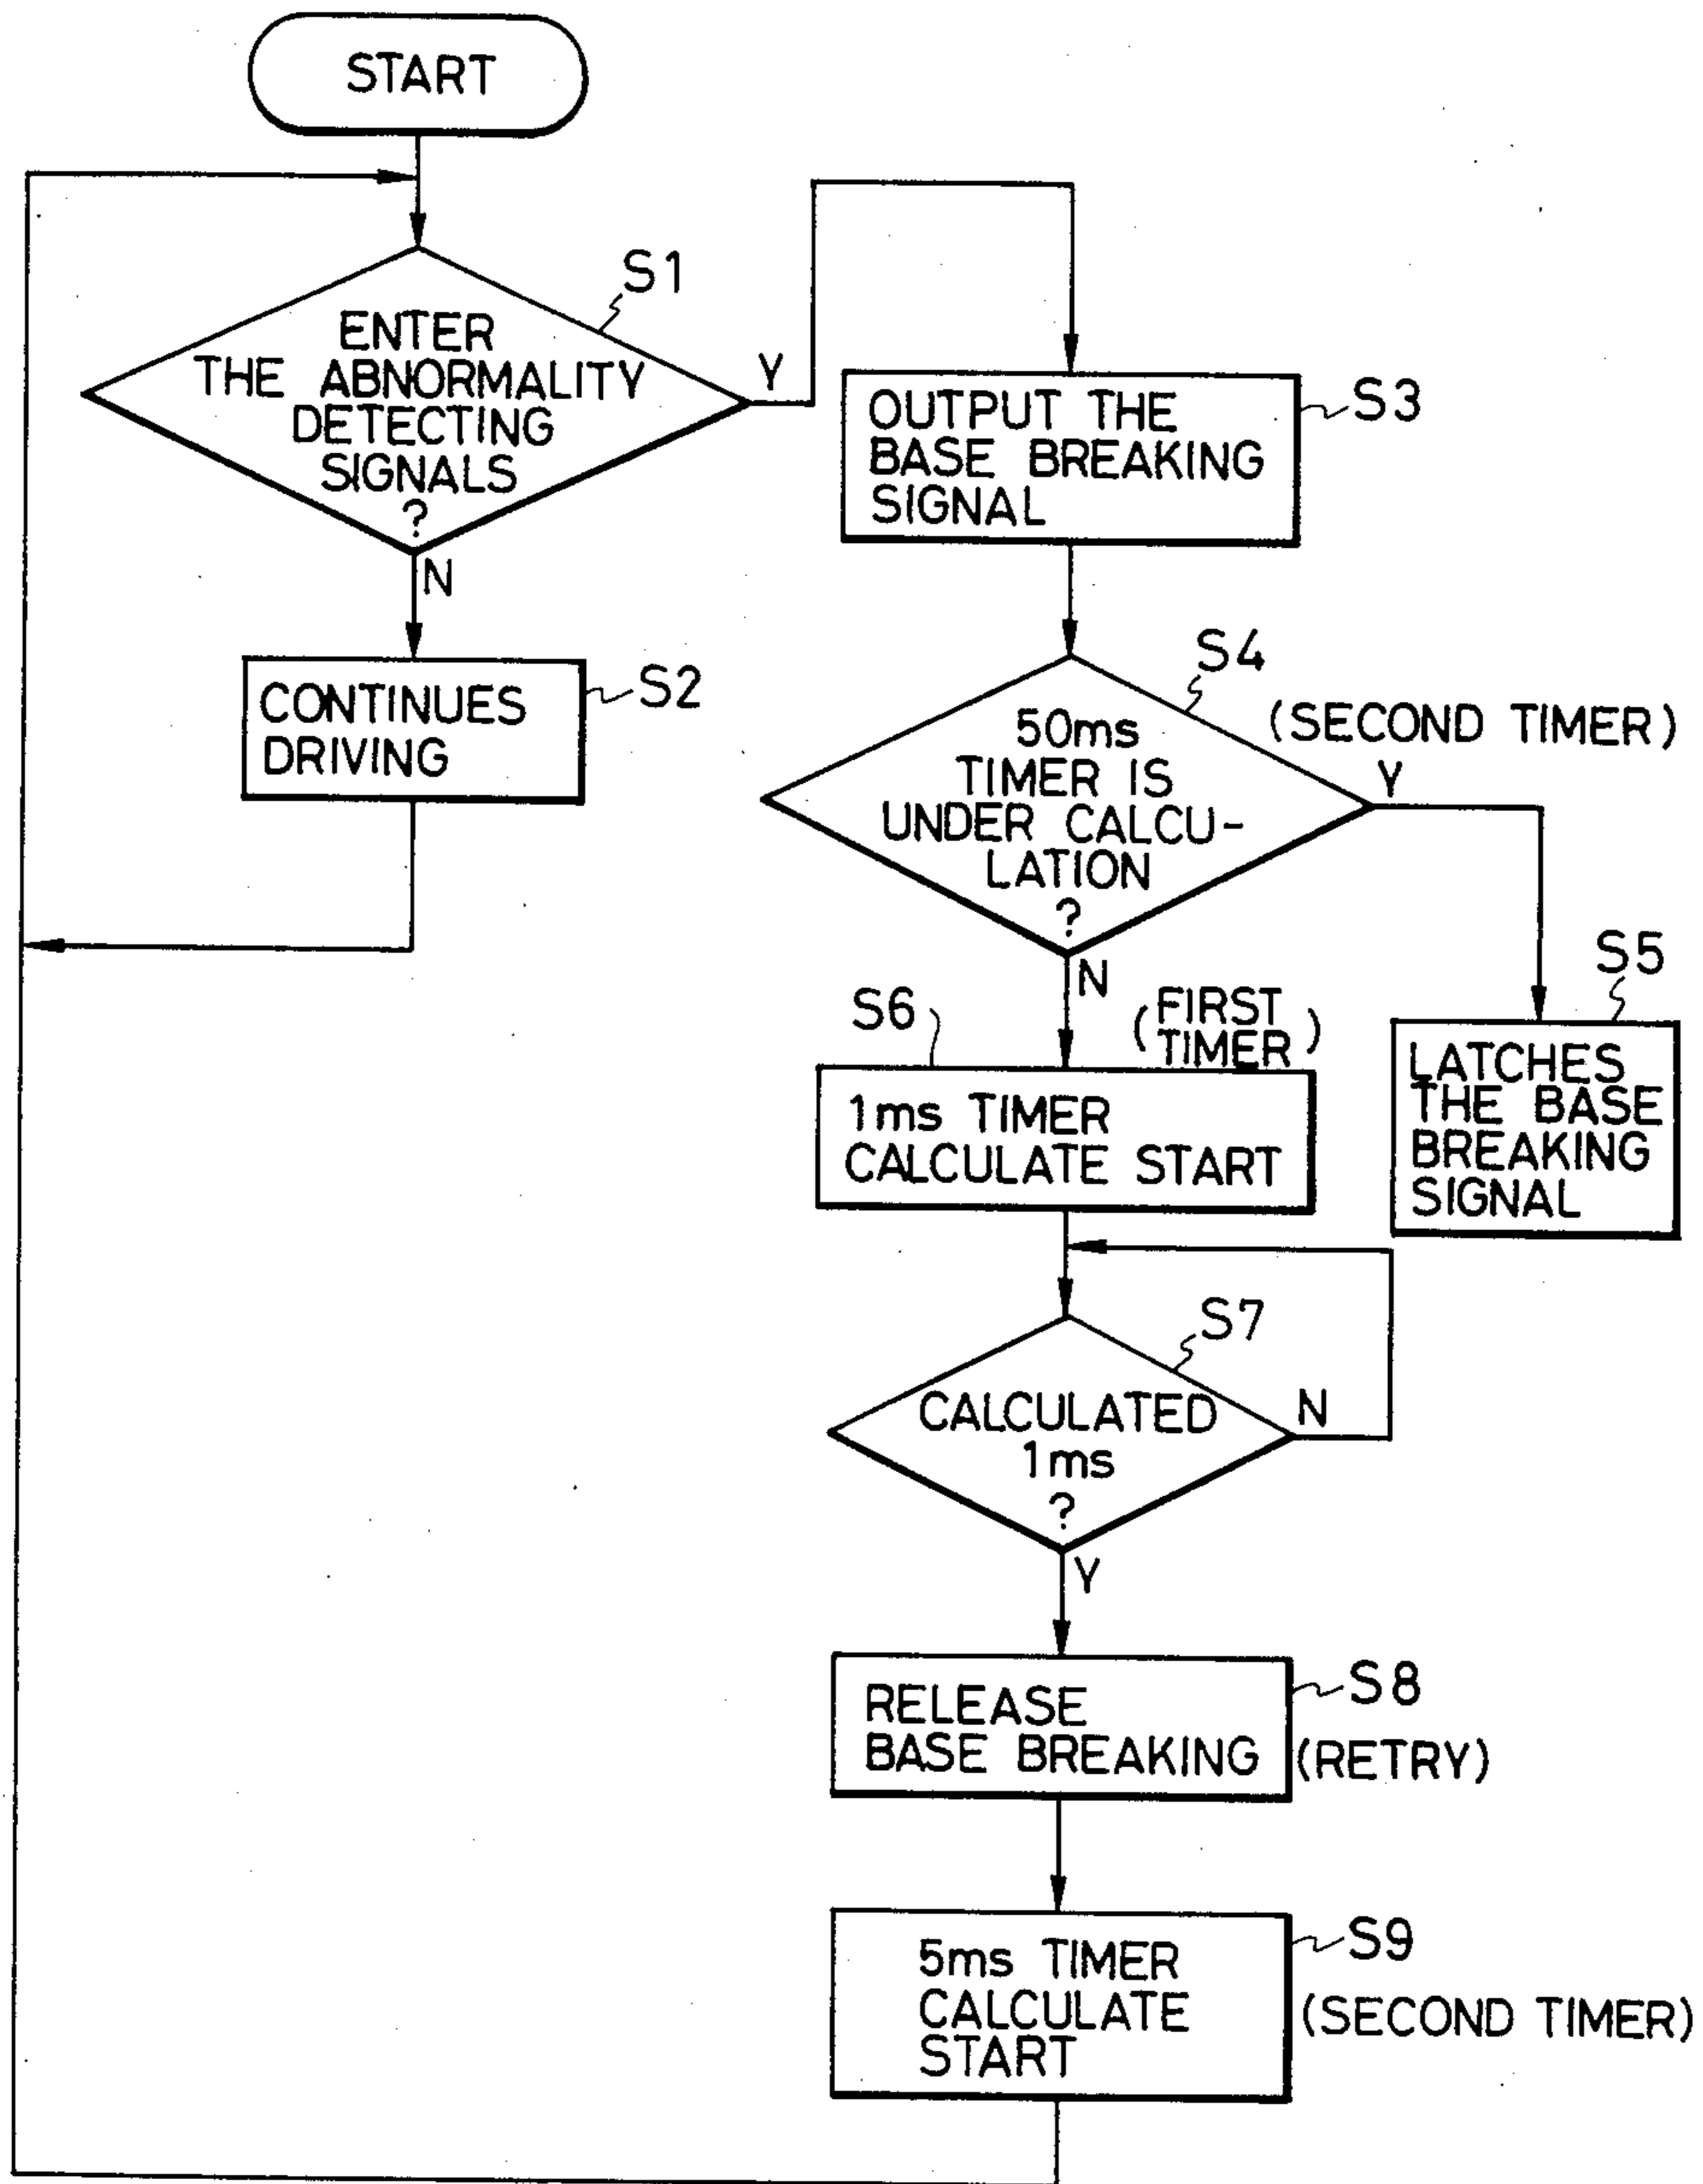 START
S1
ENTER
THE ABNORMALITY
DETECTING
SIGNALS
?
Y
N
S2
CONTINUES
DRIVING
S3
OUTPUT THE
BASE BREAKING
SIGNAL
S4
(SECOND TIMER)
50ms
TIMER IS
UNDER CALCU-
LATION
?
Y
N
S5
LATCHES
THE BASE
BREAKING
SIGNAL
S6
(FIRST
TIMER)
1ms TIMER
CALCULATE START
S7
CALCULATED
1ms
?
N
Y
S8
RELEASE
BASE BREAKING
(RETRY)
S9
5ms TIMER
CALCULATE
START
(SECOND TIMER)